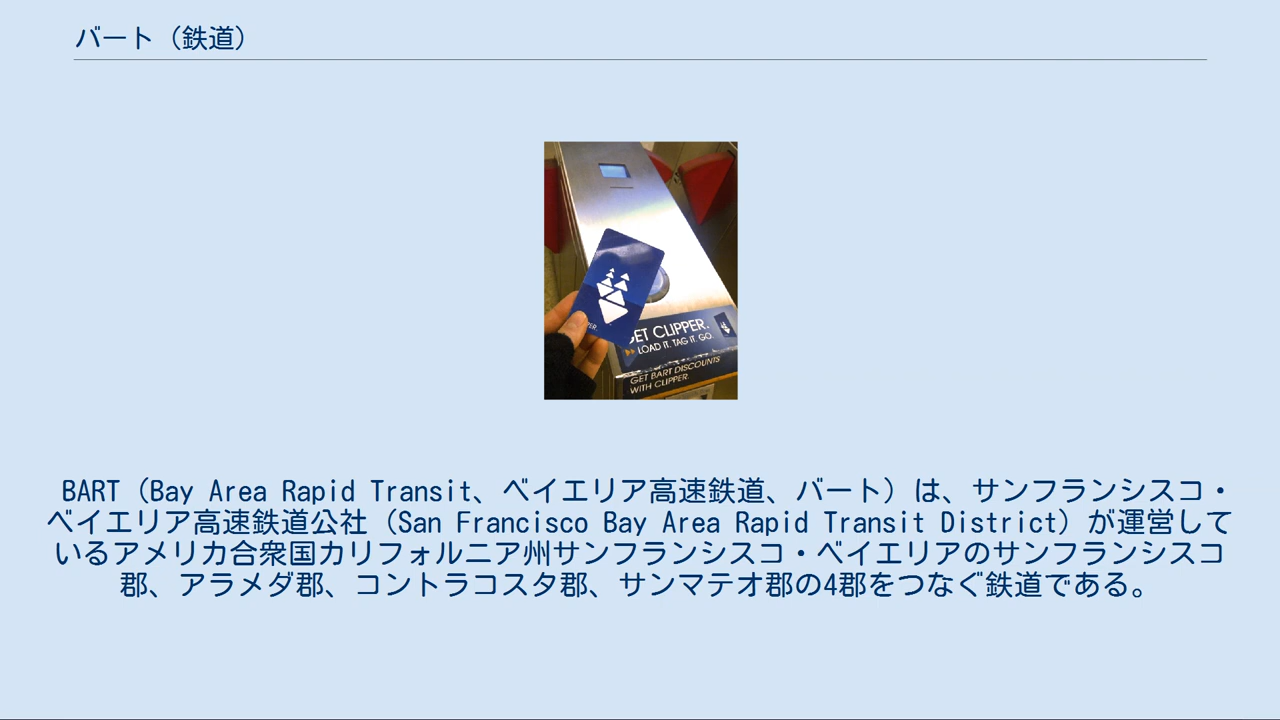 バート（鉄道）
GET CLIPPER.
LOAD IT. TAG IT. GO.
GET BART DISCOUNTS
WITH CLIPPER.
BART（Bay Area Rapid Transit、ベイエリア高速鉄道、バート）は、サンフランシスコ・
ベイエリア高速鉄道公社（San Francisco Bay Area Rapid Transit District）が運営して
いるアメリカ合衆国カリフォルニア州サンフランシスコ・ベイエリアのサンフランシスコ
郡、アラメダ郡、コントラコスタ郡、サンマテオ郡の4郡をつなぐ鉄道である。